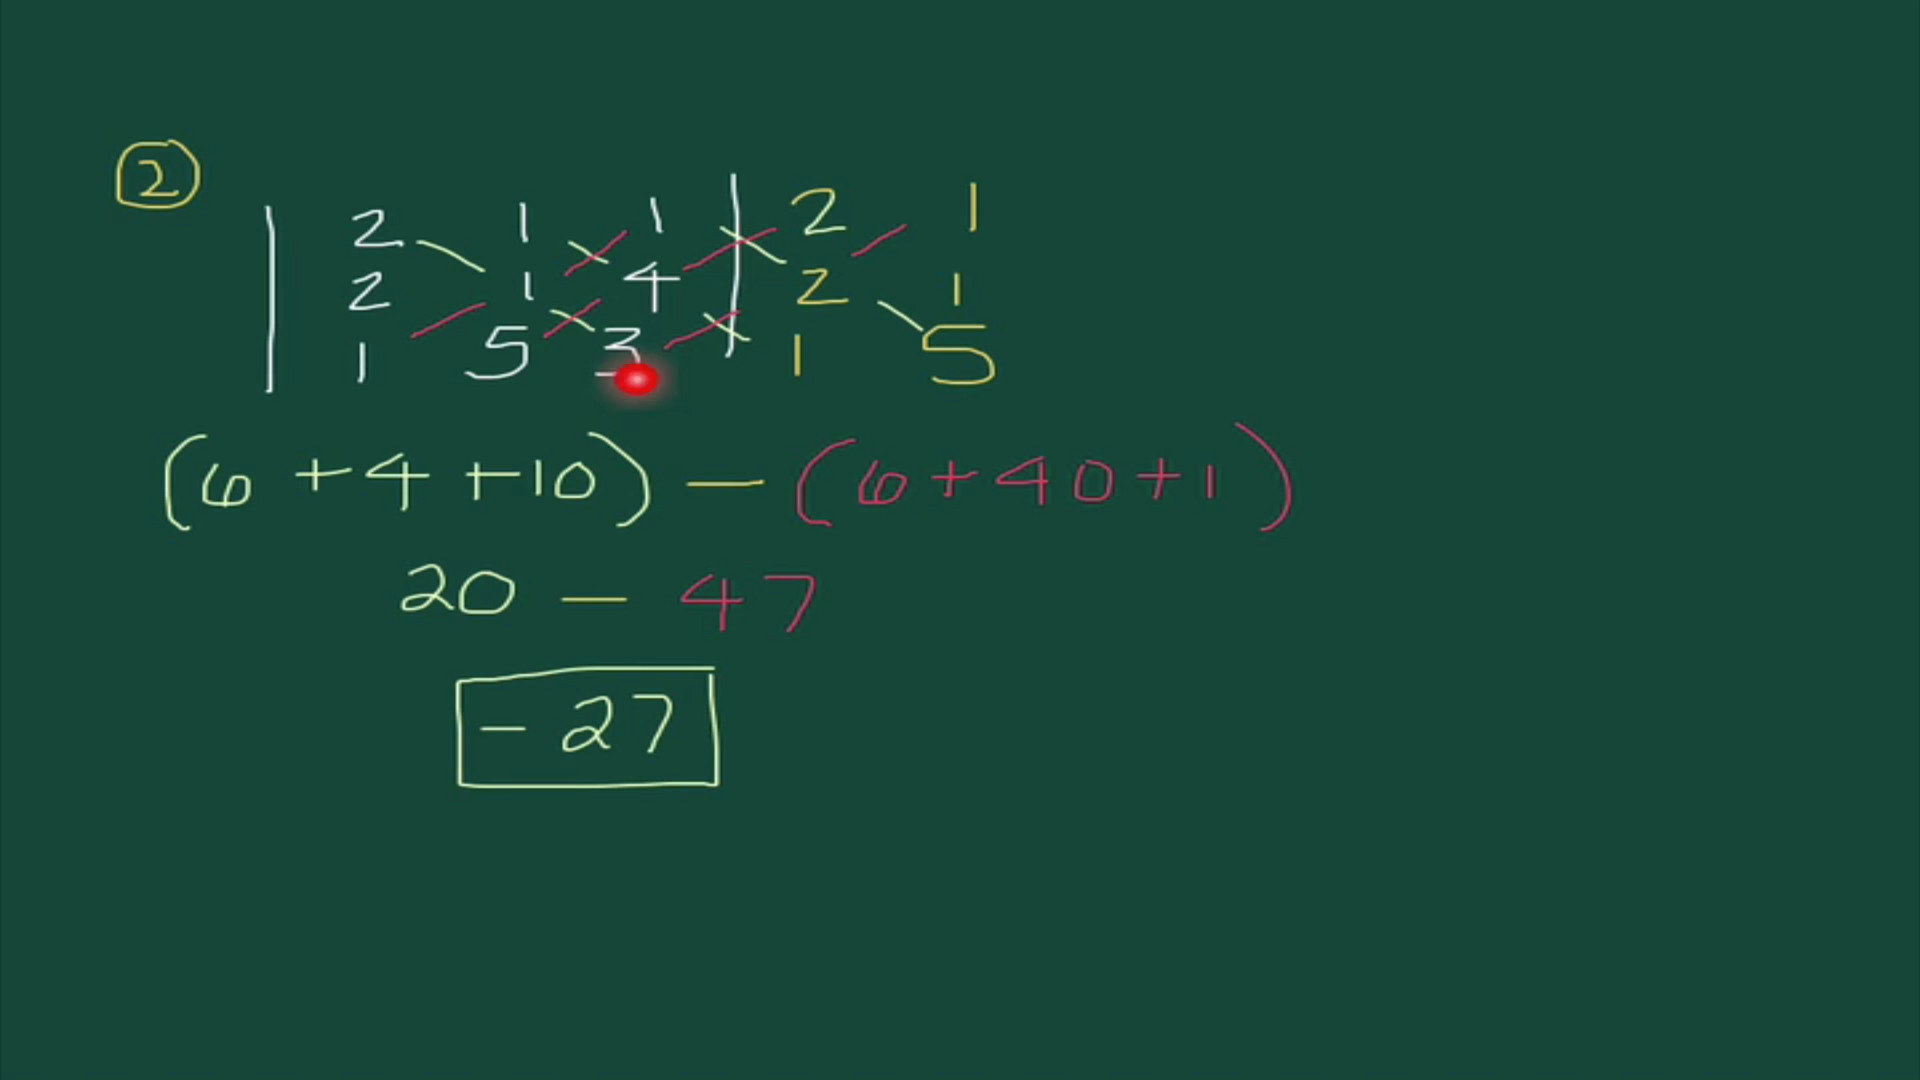 2
| 2 1 1 | 2 1
2 1 4 2 1
1 5 3 1 5
(6 + 4 + 10) - (6 + 40 + 1)
20 - 47
- 27